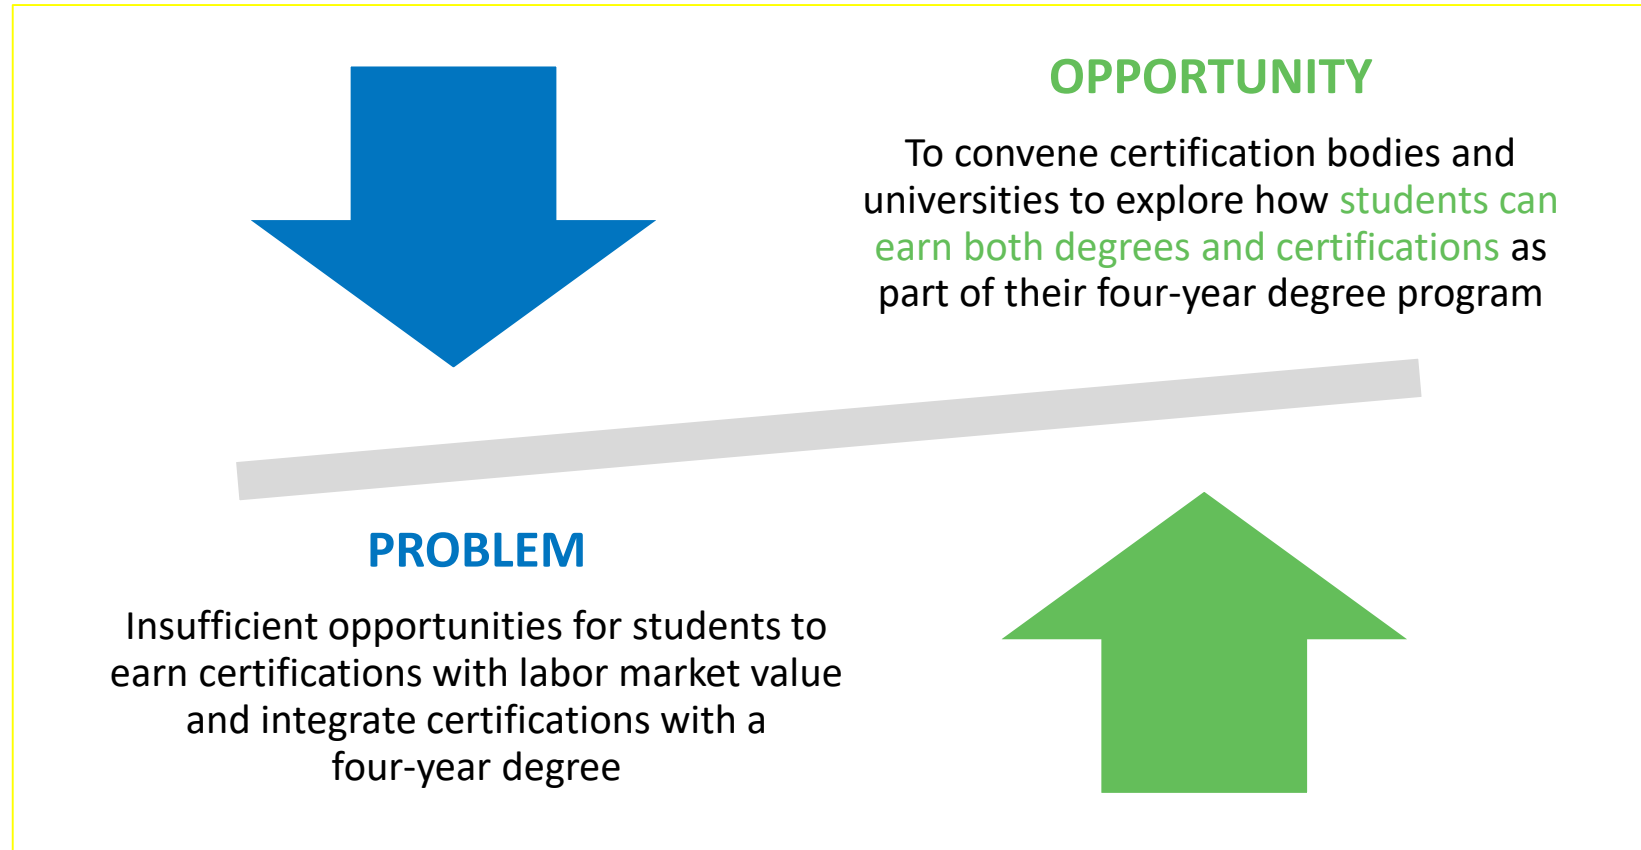 OPPORTUNITY
To convene certification bodies and
universities to explore how students can
earn both degrees and certifications as
part of their four-year degree program
PROBLEM
Insufficient opportunities for students to
earn certifications with labor market value
and integrate certifications with a
four-year degree